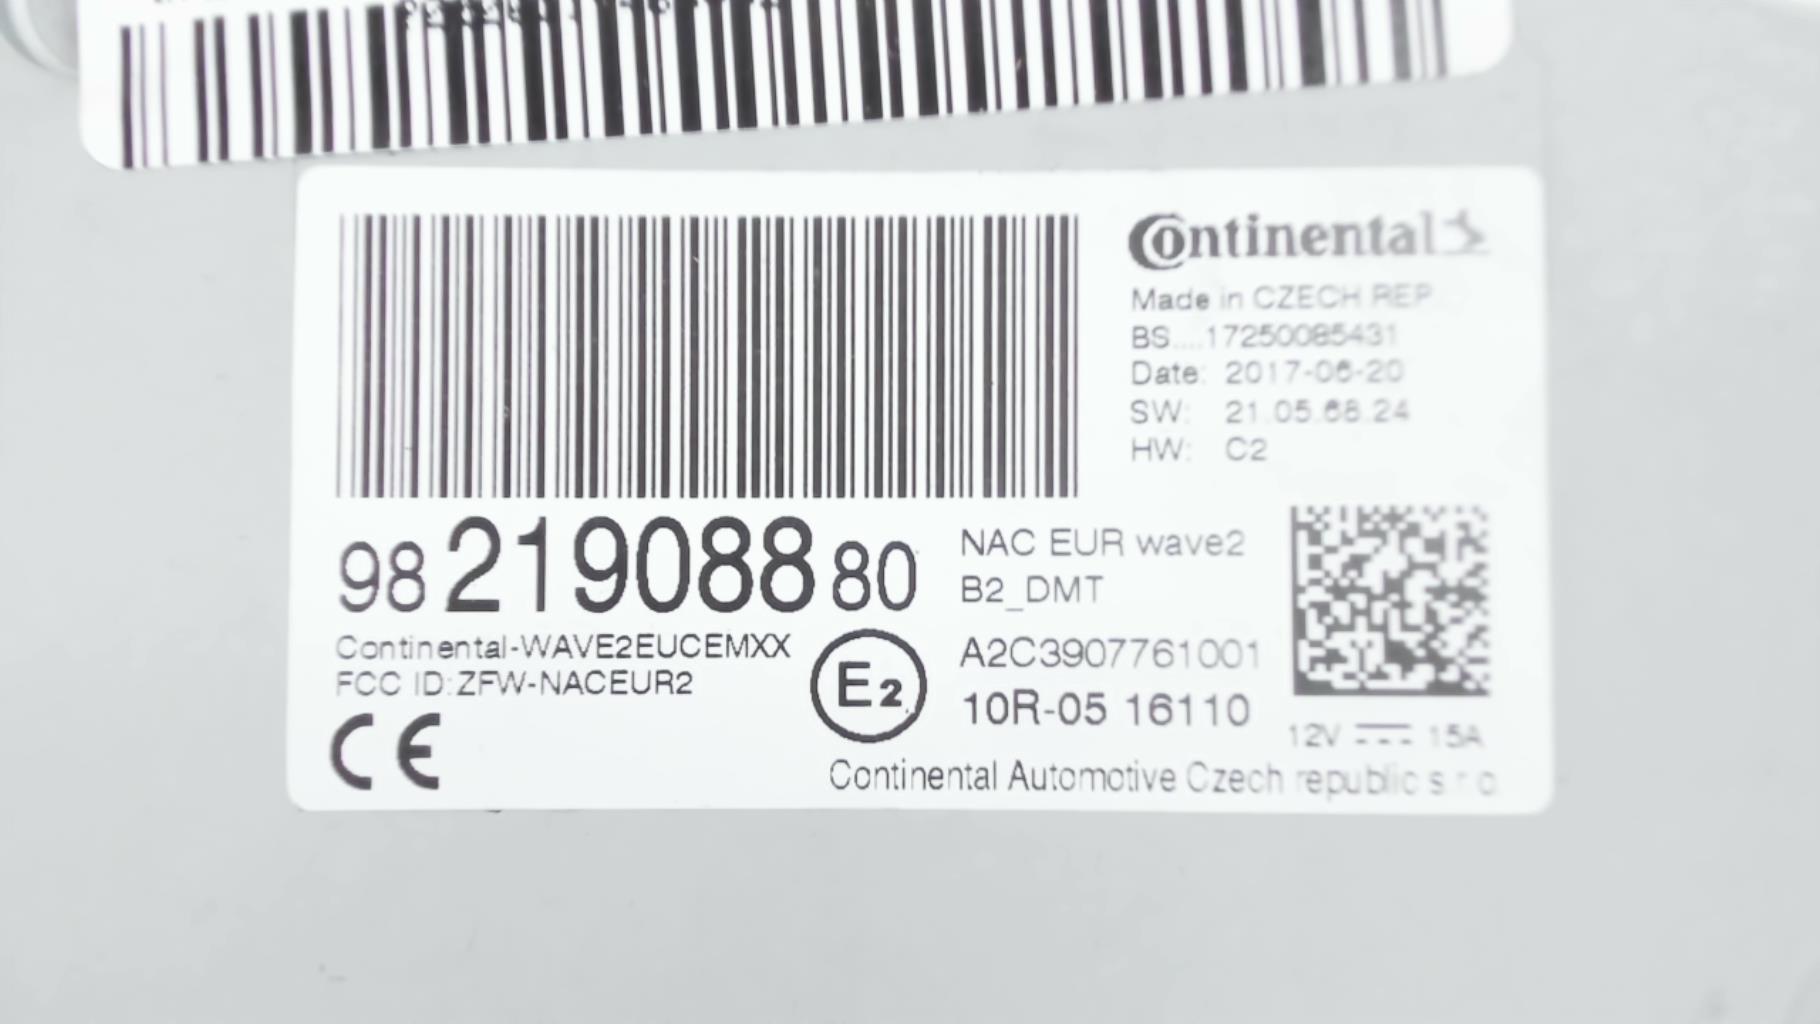 Continental
Made in CZECH REP
BS....17250085431
Date: 2017-06-20
SW: 21.05.68.24
HW: C2
98 219088 80
NAC EUR wave2
B2_DMT
Continental-WAVE2EUCEMXX
FCC ID:ZFW-NACEUR2
CE
E2
A2C3907761001
10R-05 16110
12V 15A
Continental Automotive Czech republic s.r.o.